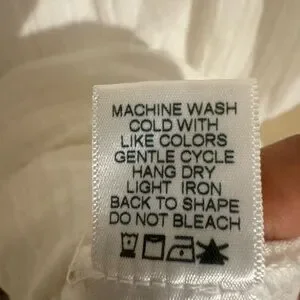 MACHINE WASH
COLD WITH
LIKE COLORS
GENTLE CYCLE
HANG DRY
LIGHT IRON
BACK TO SHAPE
DO NOT BLEACH